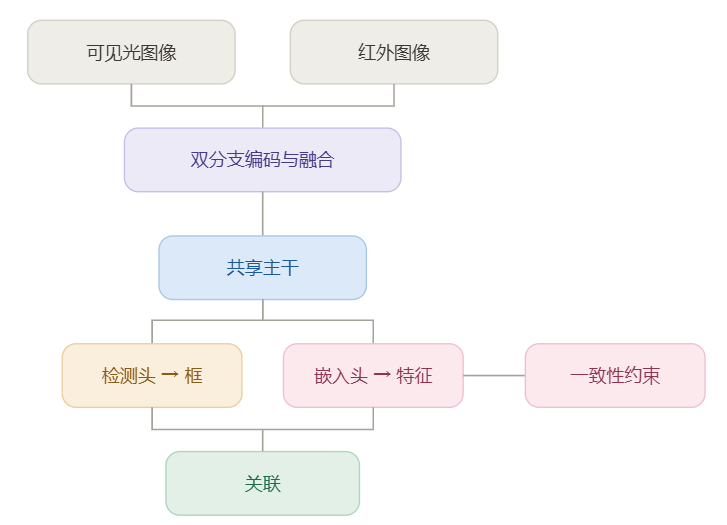 可见光图像
红外图像
双分支编码与融合
共享主干
检测头 → 框
嵌入头 → 特征
一致性约束
关联